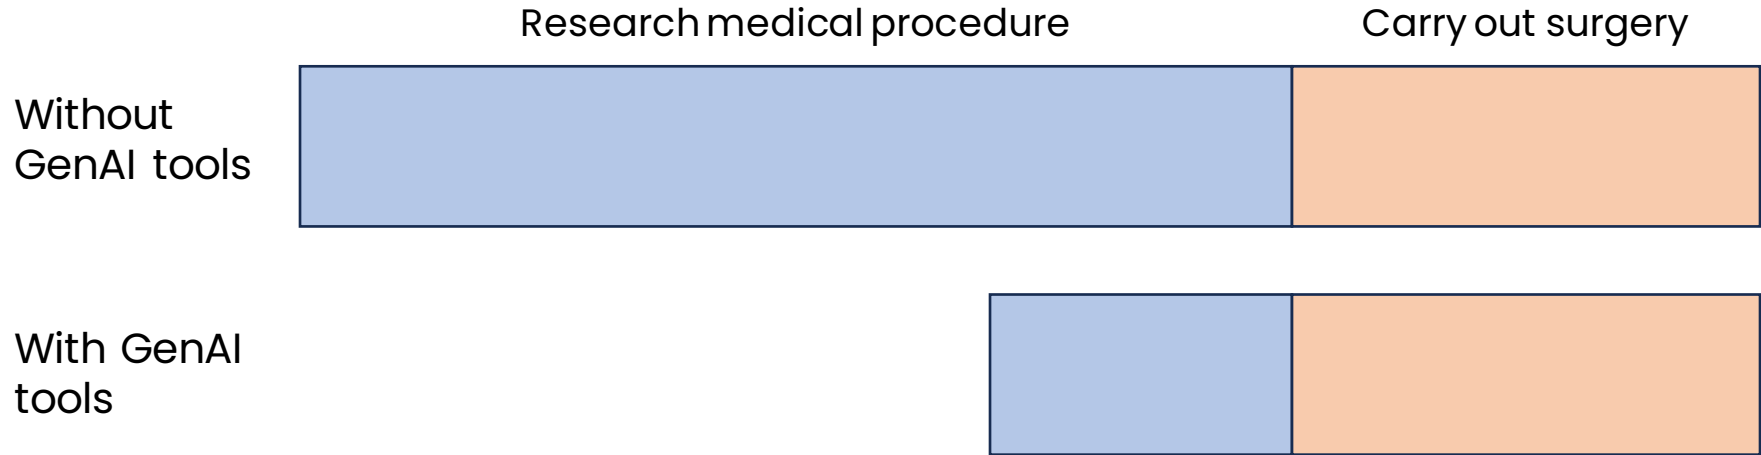 Research medical procedure
Carry out surgery
Without
GenAI tools
With GenAI
tools